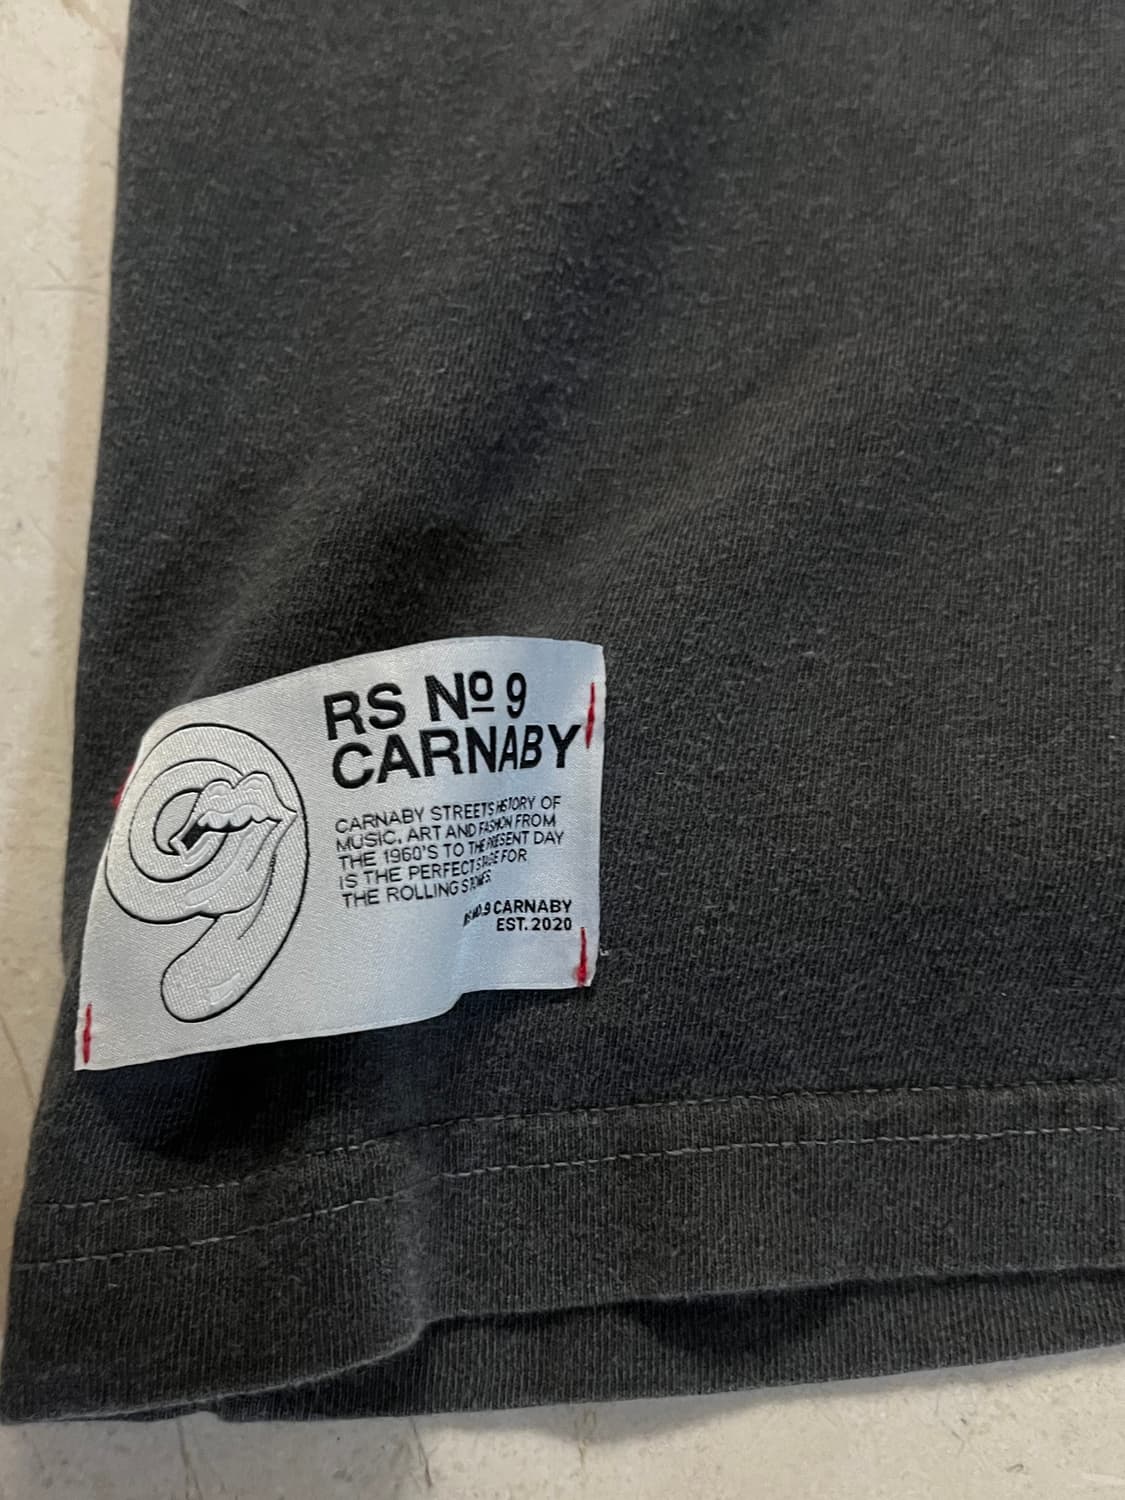 RS Nº 9
CARNABY
CARNABY STREETS HISTORY OF
MUSIC, ART AND FASHION FROM
THE 1960'S TO THE PRESENT DAY
IS THE PERFECT STAGE FOR
THE ROLLING STONES
RS NO.9 CARNABY
EST. 2020